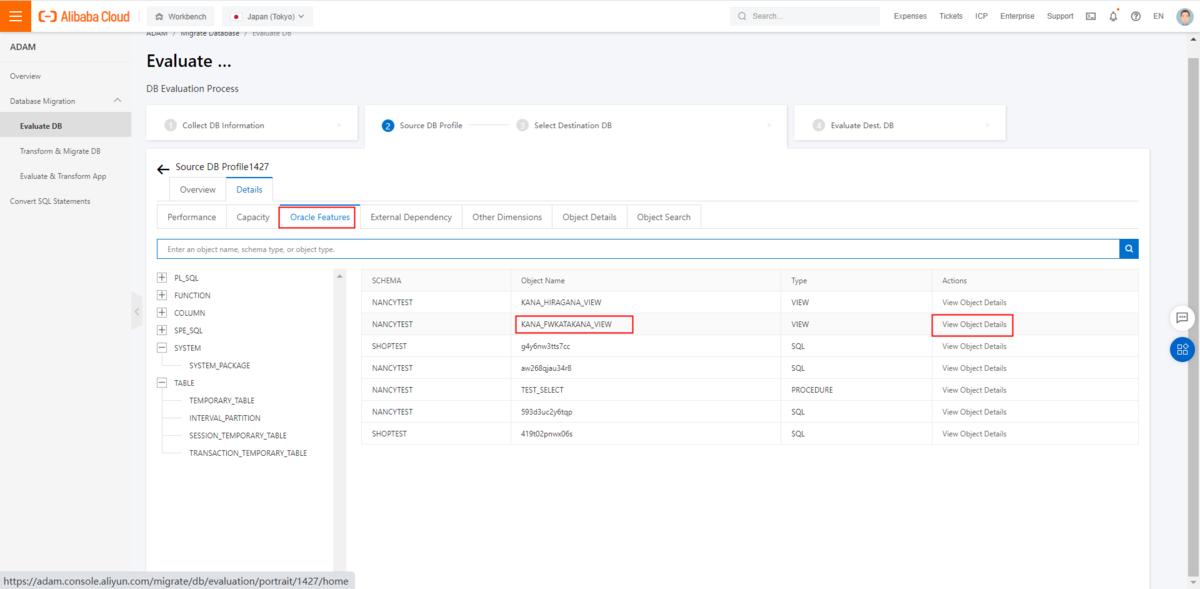 Alibaba Cloud
Workbench
Japan (Tokyo)
Search...
Expenses
Tickets
ICP
Enterprise
Support
EN
ADAM
Overview
Database Migration
Evaluate DB
Transform & Migrate DB
Evaluate & Transform App
Convert SQL Statements
ADAM / Migrate Database / Evaluate DB
Evaluate ...
DB Evaluation Process
1 Collect DB Information
2 Source DB Profile
3 Select Destination DB
4 Evaluate Dest. DB
Source DB Profile1427
Overview Details
Performance Capacity Oracle Features External Dependency Other Dimensions Object Details Object Search
Enter an object name, schema type, or object type.
PL_SQL
FUNCTION
COLUMN
SPE_SQL
SYSTEM
SYSTEM_PACKAGE
TABLE
TEMPORARY_TABLE
INTERVAL_PARTITION
SESSION_TEMPORARY_TABLE
TRANSACTION_TEMPORARY_TABLE
SCHEMA Object Name Type Actions
NANCYTEST KANA_HIRAGANA_VIEW VIEW View Object Details
NANCYTEST KANA_FWKATAKANA_VIEW VIEW View Object Details
SHOPTEST g4y6nw3tts7cc SQL View Object Details
NANCYTEST aw268qjau34r8 SQL View Object Details
NANCYTEST TEST_SELECT PROCEDURE View Object Details
NANCYTEST 593d3uc2y6tqp SQL View Object Details
SHOPTEST 419t02pnwx06s SQL View Object Details
https://adam.console.aliyun.com/migrate/db/evaluation/portrait/1427/home